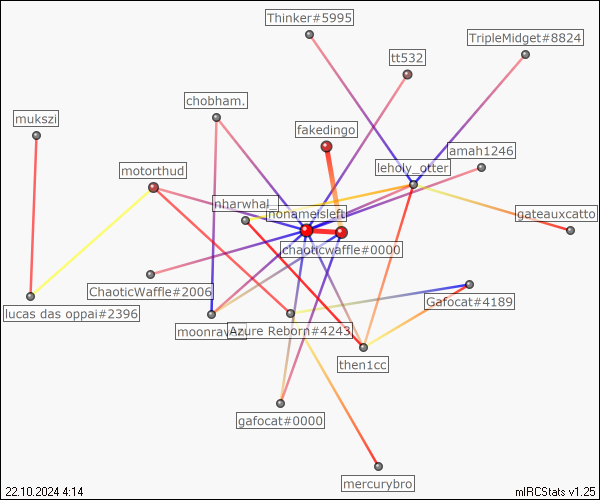 Thinker#5995
TripleMidget#8824
tt532
chobham.
mukszi
fakedingo
amah1246
leholy_otter
motorthud
nharwhal_
nonameisleft
gateauxcatto
chaoticwaffle#0000
ChaoticWaffle#2006
Gafocat#4189
lucas das oppai#2396
Azure Reborn#4243
then1cc
gafocat#0000
mercurybro
22.10.2024 4:14
mIRCStats v1.25